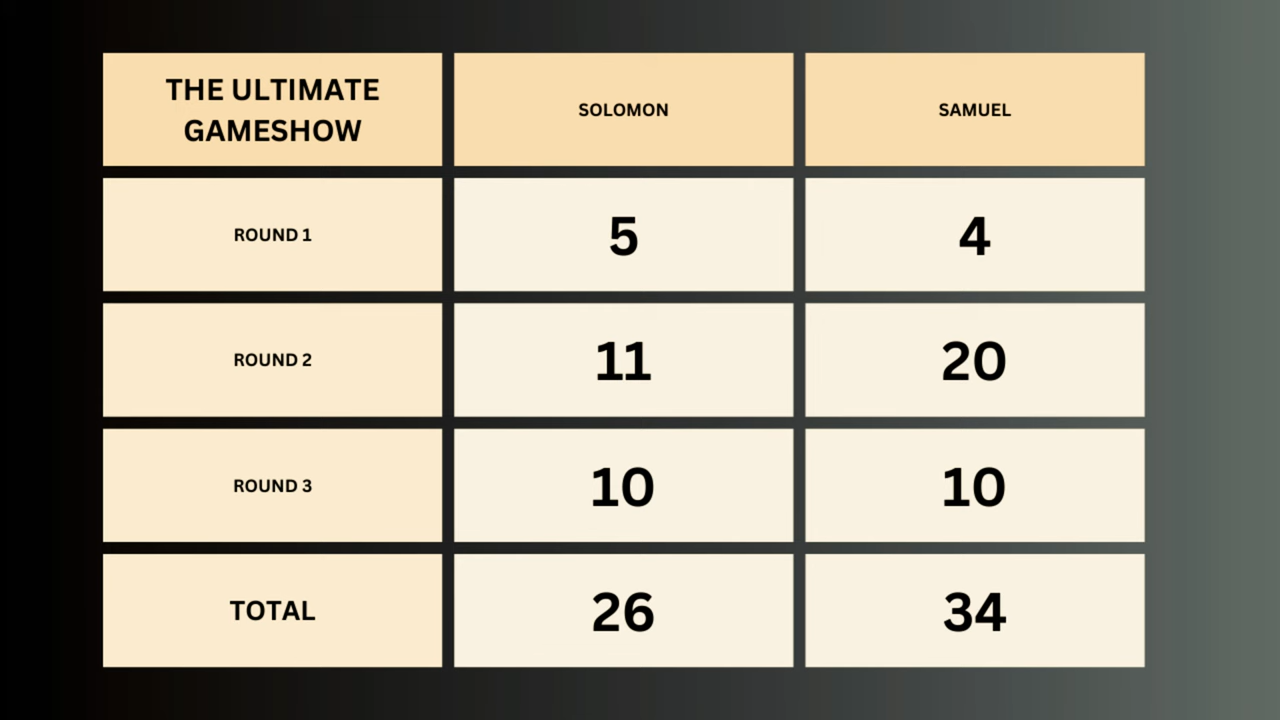 THE ULTIMATE
GAMESHOW
SOLOMON
SAMUEL
ROUND 1
5
4
ROUND 2
11
20
ROUND 3
10
10
TOTAL
26
34